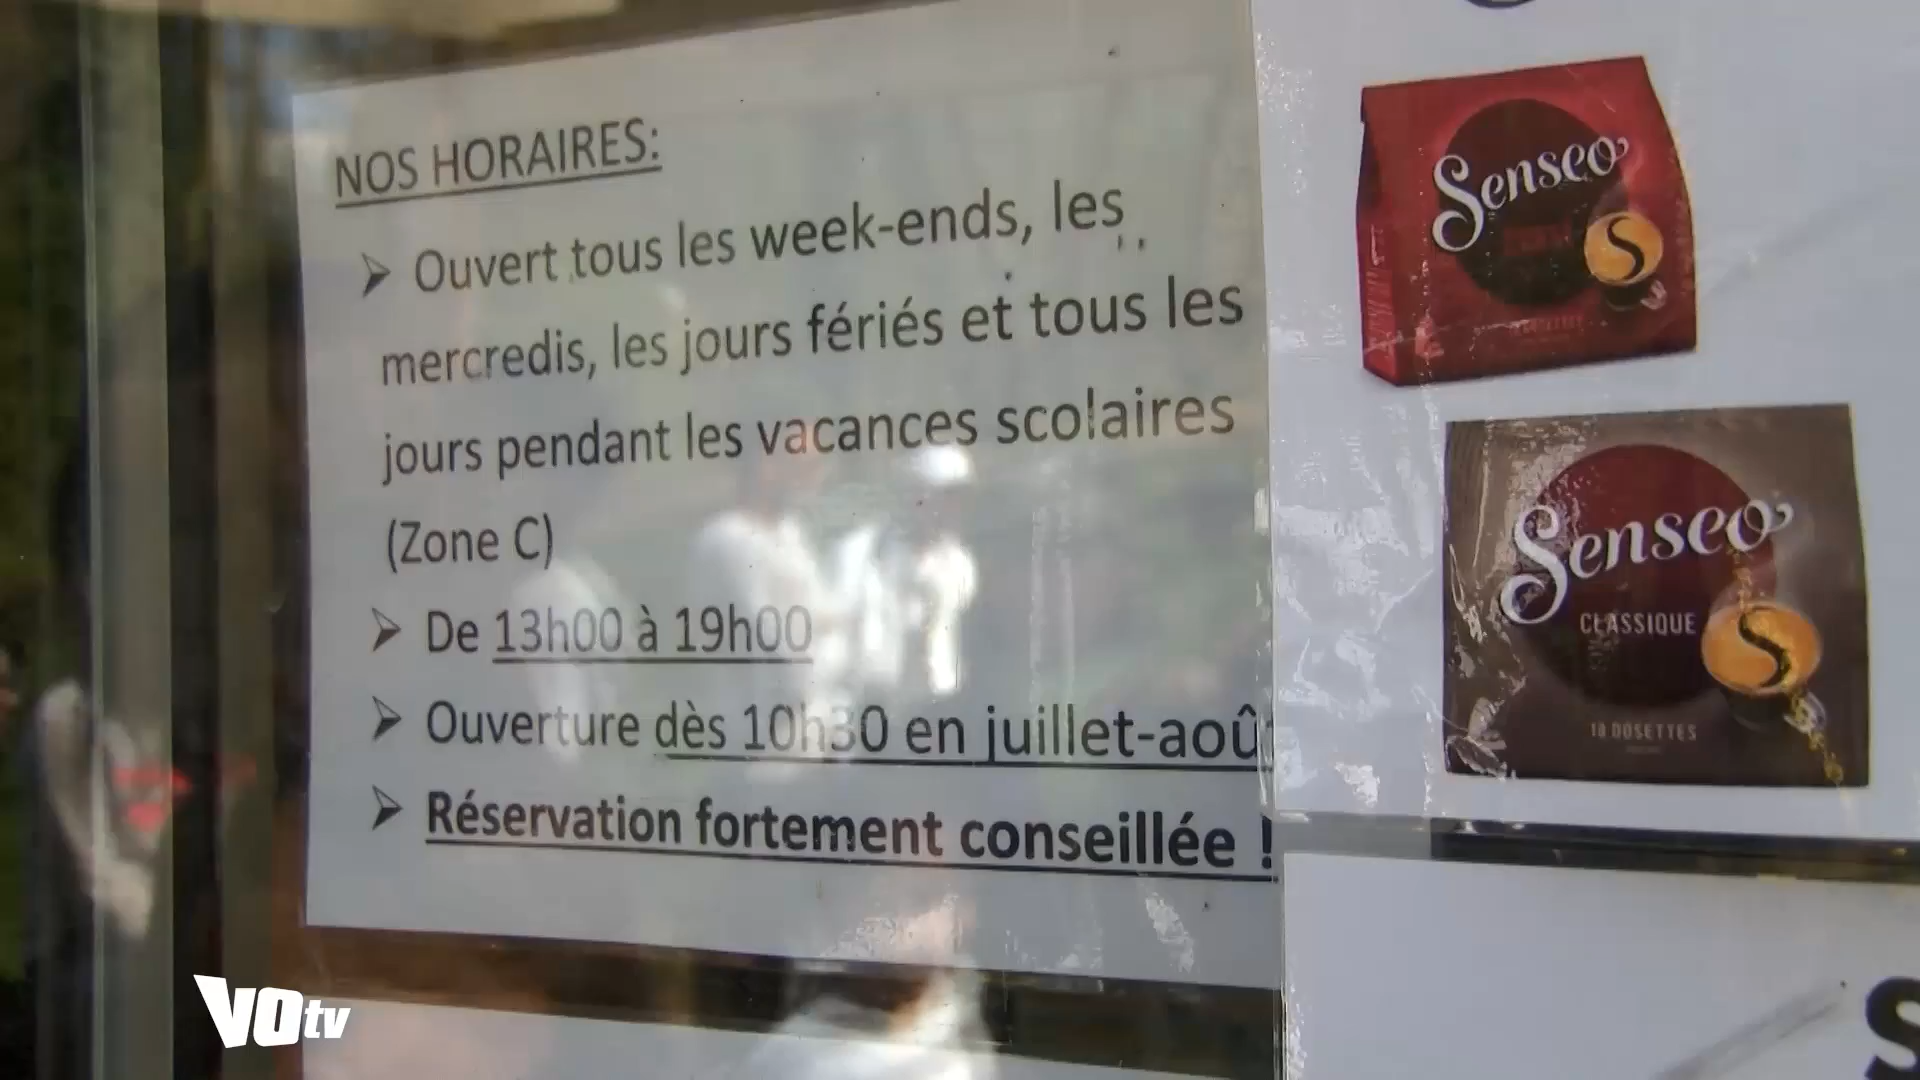 NOS HORAIRES:
➢ Ouvert tous les week-ends, les
mercredis, les jours fériés et tous les
jours pendant les vacances scolaires
(Zone C)
➢ De 13h00 à 19h00
➢ Ouverture dès 10h30 en juillet-aoû
➢ Réservation fortement conseillée !
Senseo
Senseo
CLASSIQUE
18 DOSETTES
S
VOtv